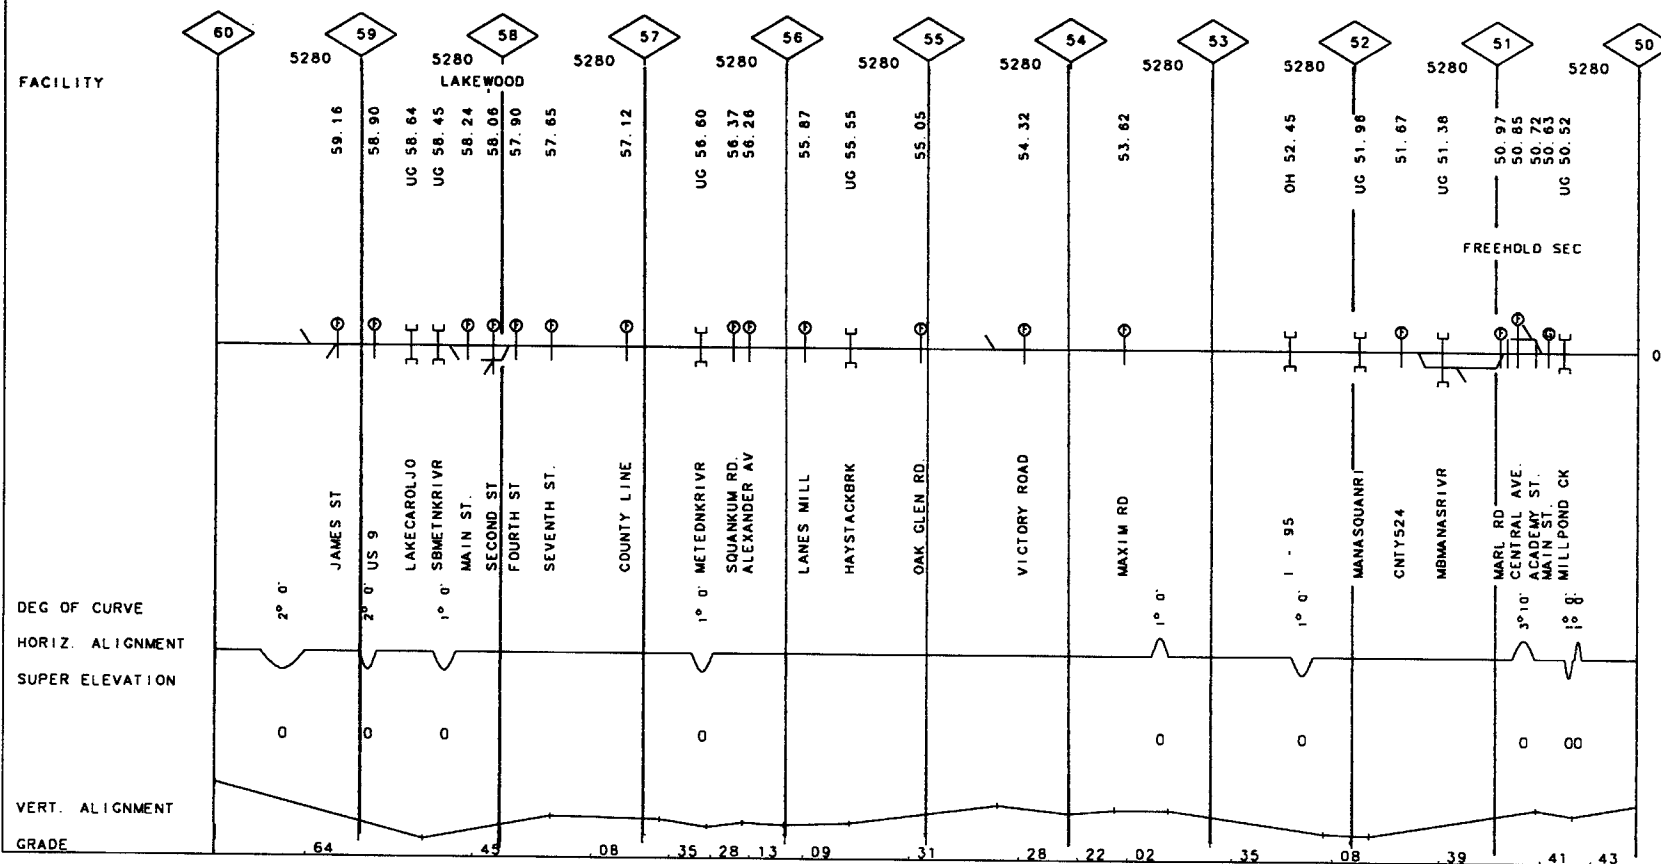 60 59 58 57 56 55 54 53 52 51 50
5280 5280 5280 5280 5280 5280 5280 5280 5280 5280
FACILITY
LAKEWOOD
59.16
58.90
UG 58.64
UG 58.45
58.24
58.06
57.90
57.65
57.12
UG 56.60
56.37
56.26
55.87
UG 55.55
55.05
54.32
53.62
OH 52.45
UG 51.98
51.67
UG 51.38
50.97
50.85
50.72
50.63
UG 50.52
FREEHOLD SEC
0
JAMES ST
US 9
LAKECAROLJO
SBMETNKRIVR
MAIN ST.
SECOND ST
FOURTH ST
SEVENTH ST.
COUNTY LINE
METEDNKRIVR
SQUANKUM RD.
ALEXANDER AV
LANES MILL
HAYSTACKBRK
OAK GLEN RD.
VICTORY ROAD
MAXIM RD
I - 95
MANASQUANRI
CNTY524
MBMANASRIVR
MARL RD
CENTRAL AVE.
ACADEMY ST.
MAIN ST.
MILLPOND CK
DEG OF CURVE
2° 0' 2° 0' 1° 0' 1° 0' 1° 0' 1° 0' 3° 10' 1° 0' 1° 0'
HORIZ. ALIGNMENT
SUPER ELEVATION
0 0 0 0 0 0 0 00
VERT. ALIGNMENT
GRADE
.64 .45 .08 .35 .28 .13 .09 .31 .28 .22 .02 .35 .08 .39 .41 .43